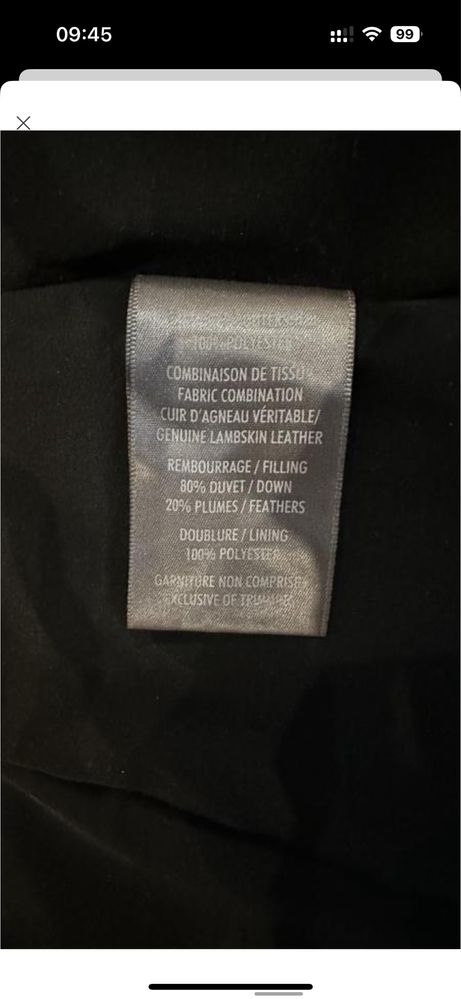 09:45
99
100% POLYESTER
COMBINAISON DE TISSUS
FABRIC COMBINATION
CUIR D'AGNEAU VÉRITABLE/
GENUINE LAMBSKIN LEATHER
REMBOURRAGE / FILLING
80% DUVET / DOWN
20% PLUMES / FEATHERS
DOUBLURE / LINING
100% POLYESTER
GARNITURE NON COMPRISE
EXCLUSIVE OF TRIMMING